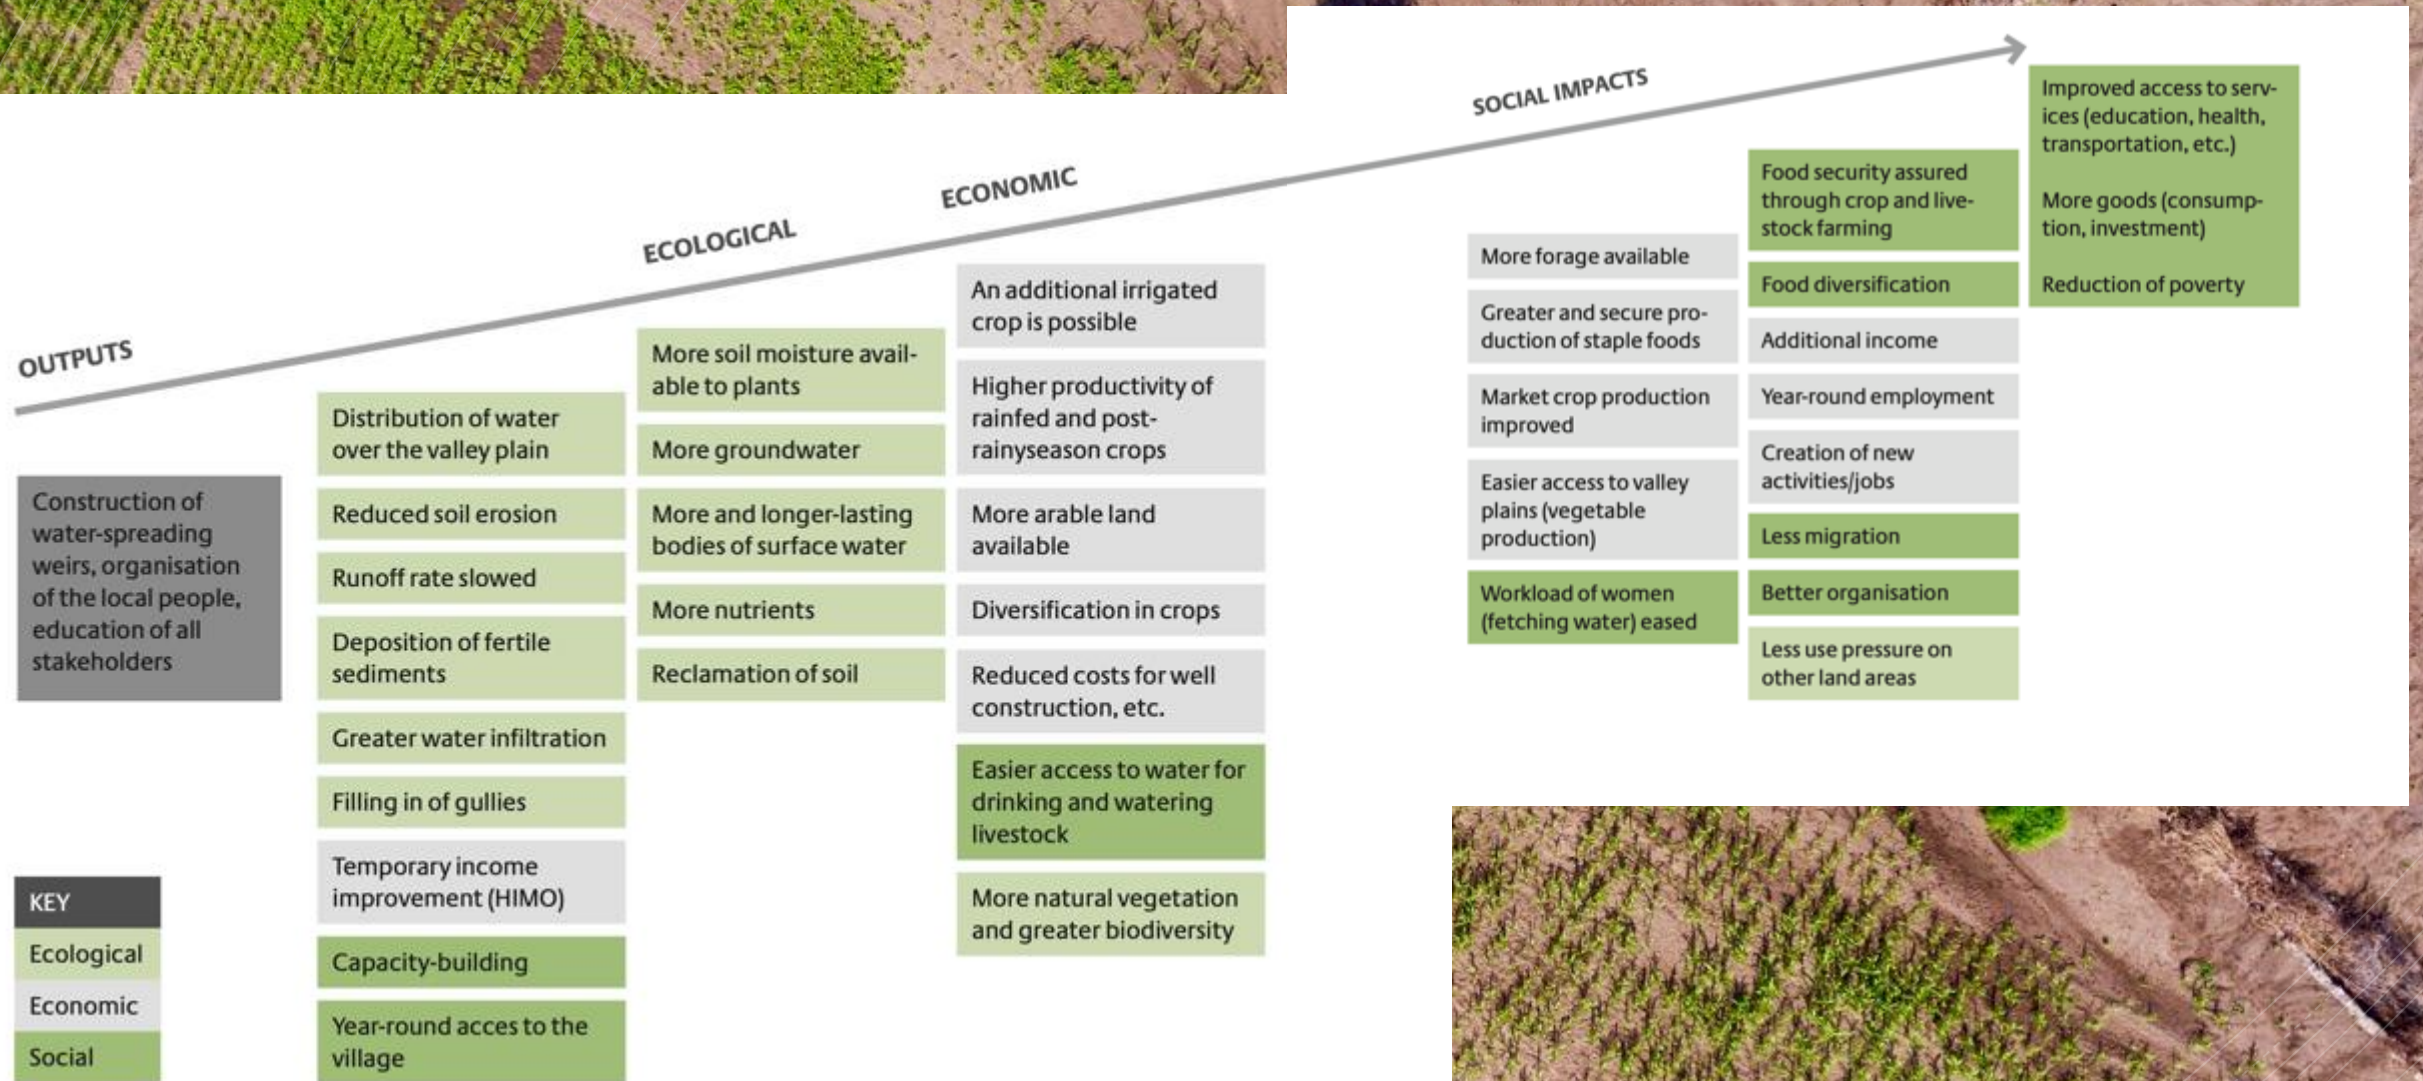 OUTPUTS
ECOLOGICAL
ECONOMIC
SOCIAL IMPACTS
Construction of
water-spreading
weirs, organisation
of the local people,
education of all
stakeholders
Distribution of water
over the valley plain
Reduced soil erosion
Runoff rate slowed
Deposition of fertile
sediments
Greater water infiltration
Filling in of gullies
Temporary income
improvement (HIMO)
Capacity-building
Year-round acces to the
village
More soil moisture avail-
able to plants
More groundwater
More and longer-lasting
bodies of surface water
More nutrients
Reclamation of soil
An additional irrigated
crop is possible
Higher productivity of
rainfed and post-
rainyseason crops
More arable land
available
Diversification in crops
Reduced costs for well
construction, etc.
Easier access to water for
drinking and watering
livestock
More natural vegetation
and greater biodiversity
More forage available
Greater and secure pro-
duction of staple foods
Market crop production
improved
Easier access to valley
plains (vegetable
production)
Workload of women
(fetching water) eased
Food security assured
through crop and live-
stock farming
Food diversification
Additional income
Year-round employment
Creation of new
activities/jobs
Less migration
Better organisation
Less use pressure on
other land areas
Improved access to serv-
ices (education, health,
transportation, etc.)
More goods (consump-
tion, investment)
Reduction of poverty
KEY
Ecological
Economic
Social